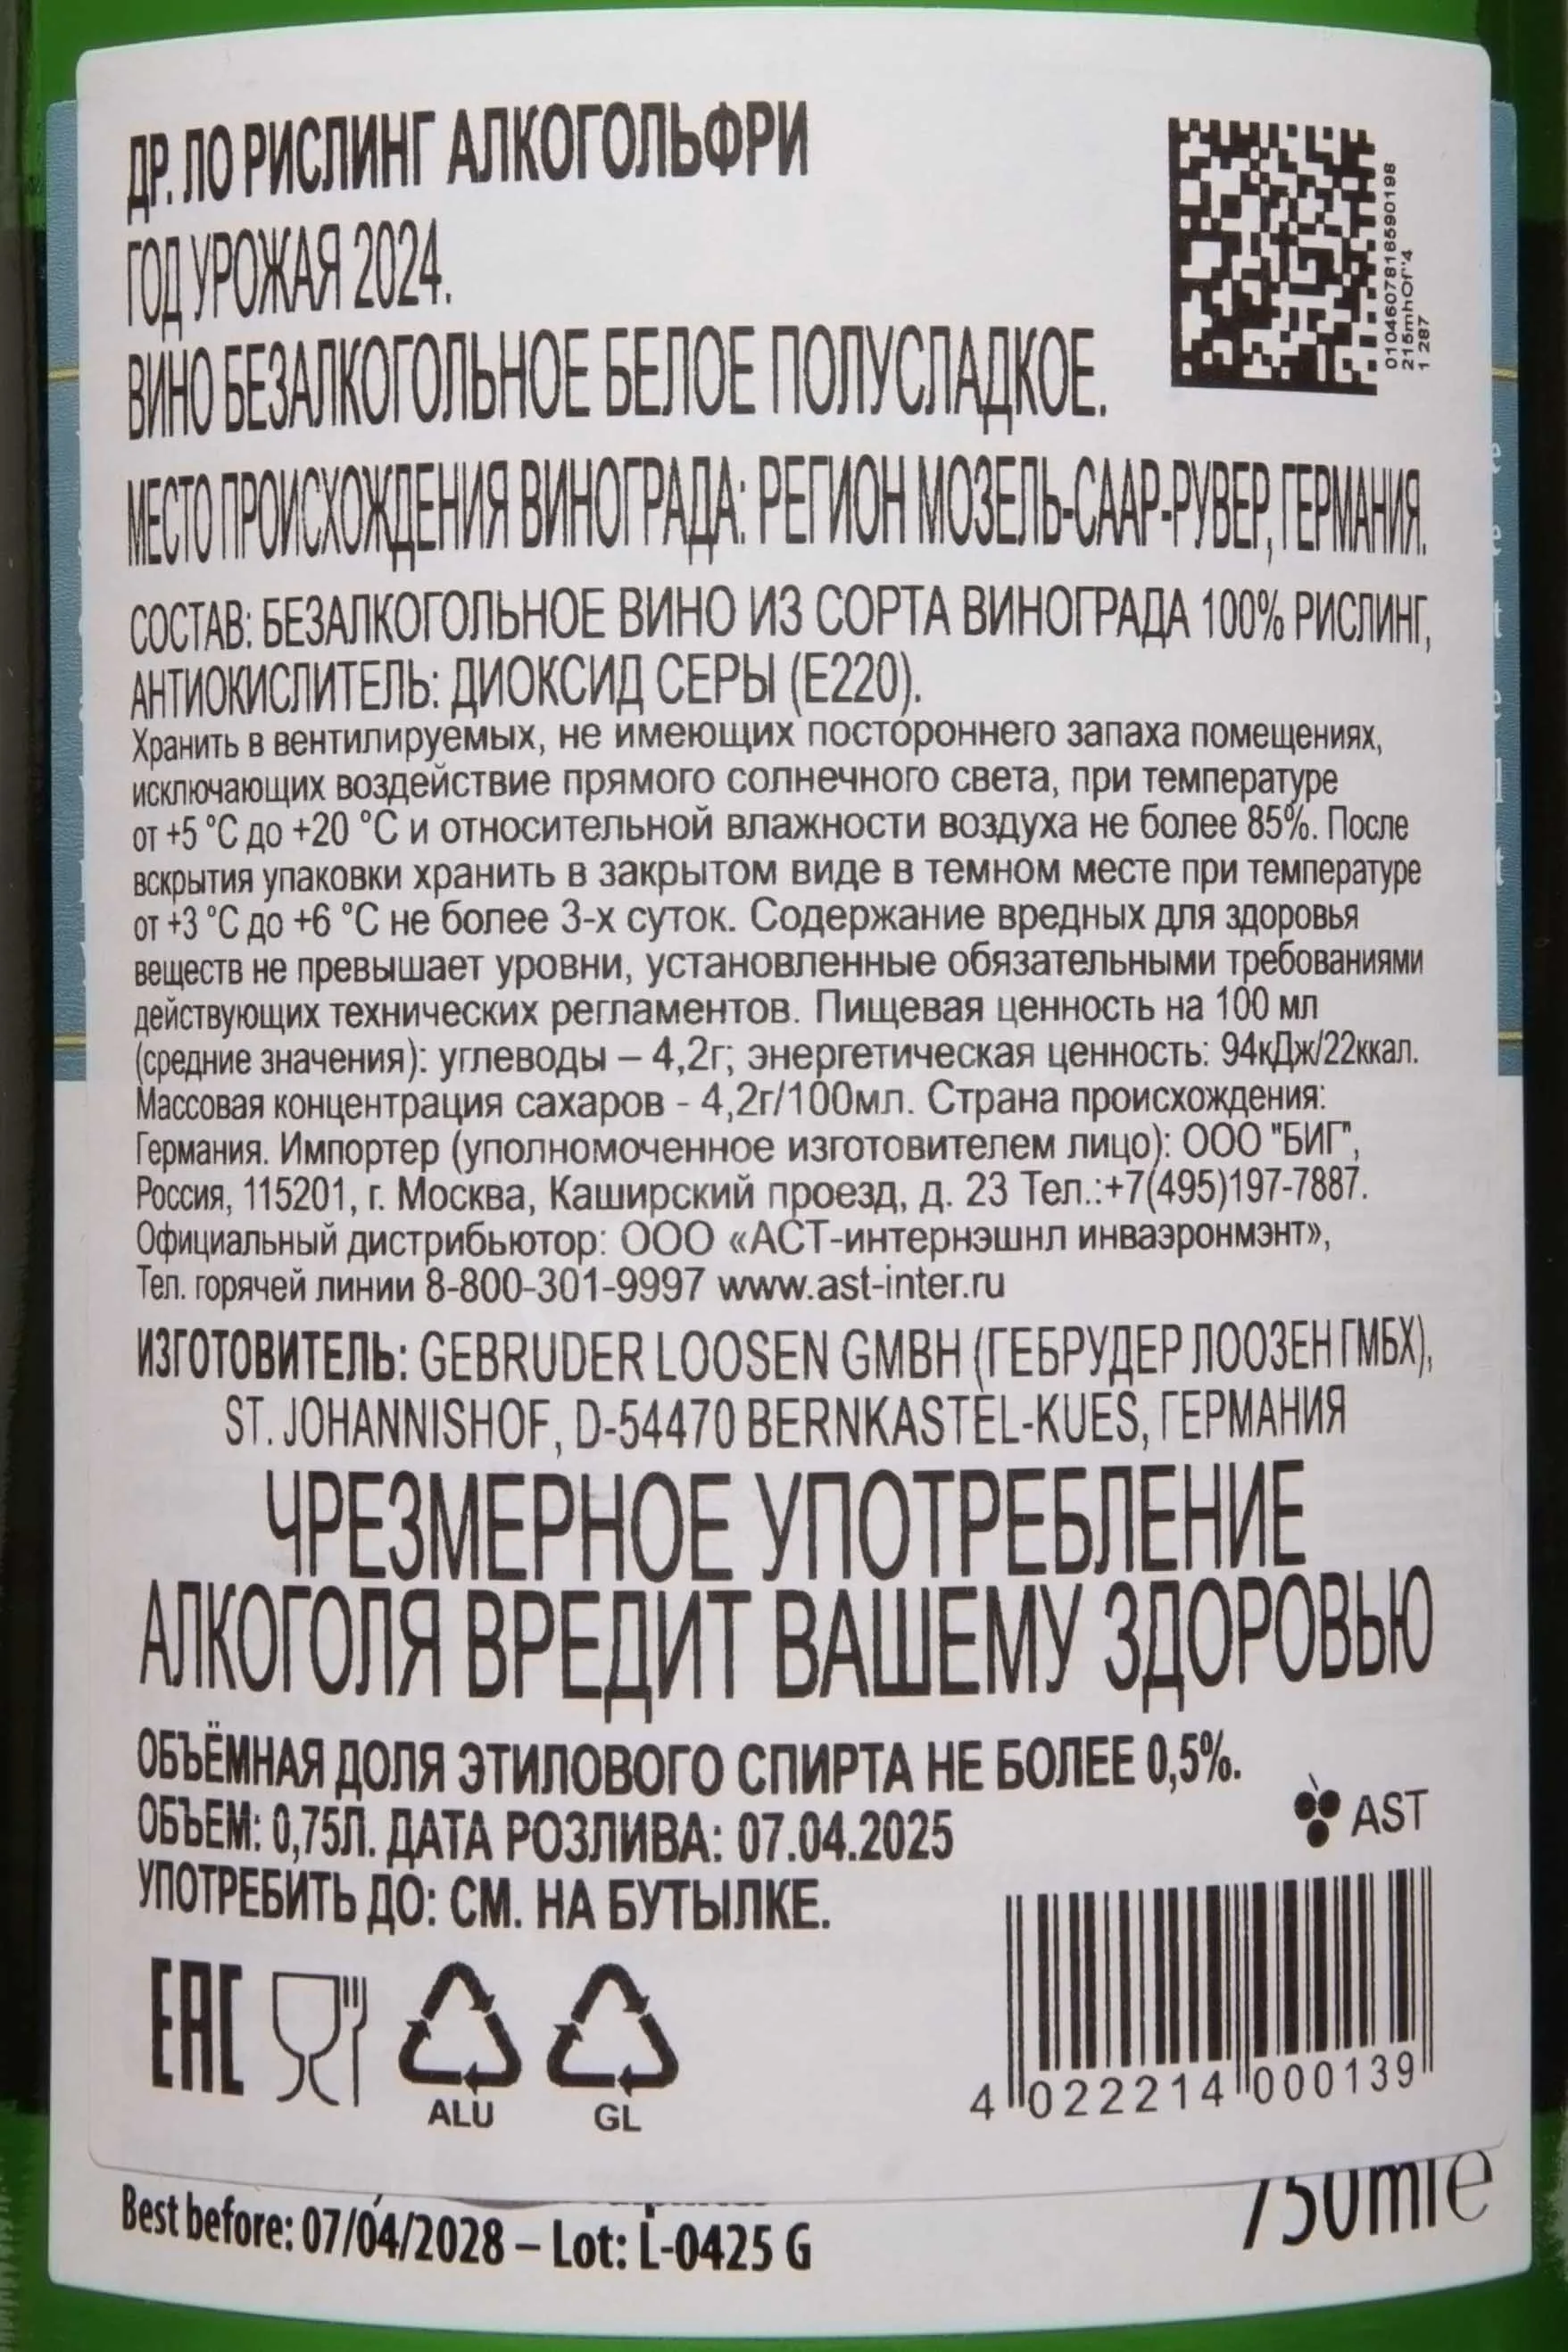 ДР. ЛО РИСЛИНГ АЛКОГОЛЬФРИ
ГОД УРОЖАЯ 2024.
ВИНО БЕЗАЛКОГОЛЬНОЕ БЕЛОЕ ПОЛУСЛАДКОЕ.
МЕСТО ПРОИСХОЖДЕНИЯ ВИНОГРАДА: РЕГИОН МОЗЕЛЬ-СААР-РУВЕР, ГЕРМАНИЯ.
СОСТАВ: БЕЗАЛКОГОЛЬНОЕ ВИНО ИЗ СОРТА ВИНОГРАДА 100% РИСЛИНГ,
АНТИОКИСЛИТЕЛЬ: ДИОКСИД СЕРЫ (Е220).
Хранить в вентилируемых, не имеющих постороннего запаха помещениях,
исключающих воздействие прямого солнечного света, при температуре
от +5 °С до +20 °С и относительной влажности воздуха не более 85%. После
вскрытия упаковки хранить в закрытом виде в темном месте при температуре
от +3 °С до +6 °С не более 3-х суток. Содержание вредных для здоровья
веществ не превышает уровни, установленные обязательными требованиями
действующих технических регламентов. Пищевая ценность на 100 мл
(средние значения): углеводы – 4,2г; энергетическая ценность: 94кДж/22ккал.
Массовая концентрация сахаров - 4,2г/100мл. Страна происхождения:
Германия. Импортер (уполномоченное изготовителем лицо): ООО "БИГ",
Россия, 115201, г. Москва, Каширский проезд, д. 23 Тел.:+7(495)197-7887.
Официальный дистрибьютор: ООО «АСТ-интернэшнл инваэронмэнт»,
Тел. горячей линии 8-800-301-9997 www.ast-inter.ru
ИЗГОТОВИТЕЛЬ: GEBRUDER LOOSEN GMBH (ГЕБРУДЕР ЛООЗЕН ГМБХ),
ST. JOHANNISHOF, D-54470 BERNKASTEL-KUES, ГЕРМАНИЯ
ЧРЕЗМЕРНОЕ УПОТРЕБЛЕНИЕ
АЛКОГОЛЯ ВРЕДИТ ВАШЕМУ ЗДОРОВЬЮ
ОБЪЁМНАЯ ДОЛЯ ЭТИЛОВОГО СПИРТА НЕ БОЛЕЕ 0,5%.
ОБЪЕМ: 0,75Л. ДАТА РОЗЛИВА: 07.04.2025
УПОТРЕБИТЬ ДО: СМ. НА БУТЫЛКЕ.
AST
EAC
ALU
GL
4 022214 000139
0104607816590198
215mhOf"4
1287
Best before: 07/04/2028 – Lot: L-0425 G
750ml e